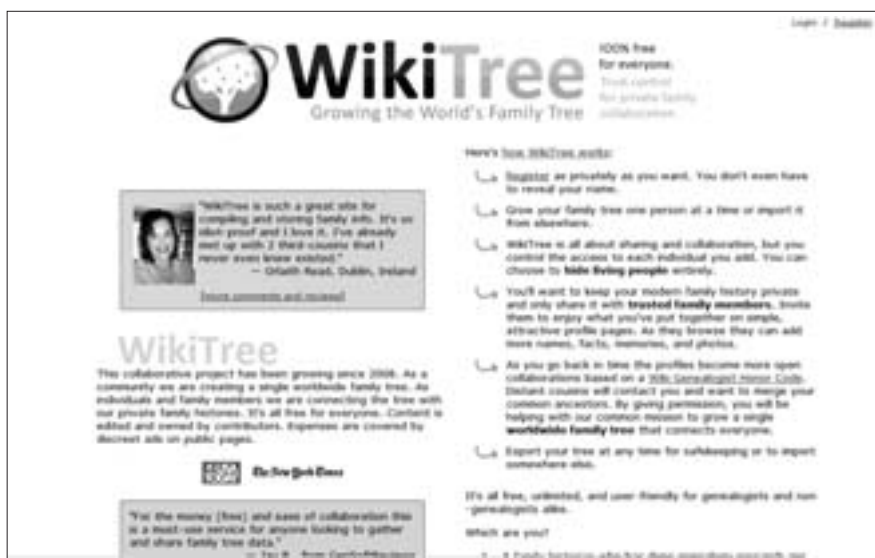 Login / Register
WikiTree
Growing the World's Family Tree
100% free
for everyone.
Trust control
for private family
collaboration.
"WikiTree is such a great site for
compiling and storing family info. It's so
idiot-proof and I love it. I've already
met up with 2 third cousins that I
never even knew existed."
— Orlaith Read, Dublin, Ireland
[more comments and reviews]
WikiTree
This collaborative project has been growing since 2008. As a
community we are creating a single worldwide family tree. As
individuals and family members we are connecting the tree with
our private family histories. It's all free for everyone. Content is
edited and owned by contributors. Expenses are covered by
discreet ads on public pages.
The New York Times
"For the money (free) and ease of collaboration this
is a must-use service for anyone looking to gather
and share family tree data."
Here's how WikiTree works:
Register as privately as you want. You don't even have
to reveal your name.
Grow your family tree one person at a time or import it
from elsewhere.
WikiTree is all about sharing and collaboration, but you
control the access to each individual you add. You can
choose to hide living people entirely.
You'll want to keep your modern family history private
and only share it with trusted family members. Invite
them to enjoy what you've put together on simple,
attractive profile pages. As they browse they can add
more names, facts, memories, and photos.
As you go back in time the profiles become more open
collaborations based on a Wiki Genealogist Honor Code.
Distant cousins will contact you and want to merge your
common ancestors. By giving permission, you will be
helping with our common mission to grow a single
worldwide family tree that connects everyone.
Export your tree at any time for safekeeping or to import
somewhere else.
It's all free, unlimited, and user-friendly for genealogists and non
-genealogists alike.
Which are you?